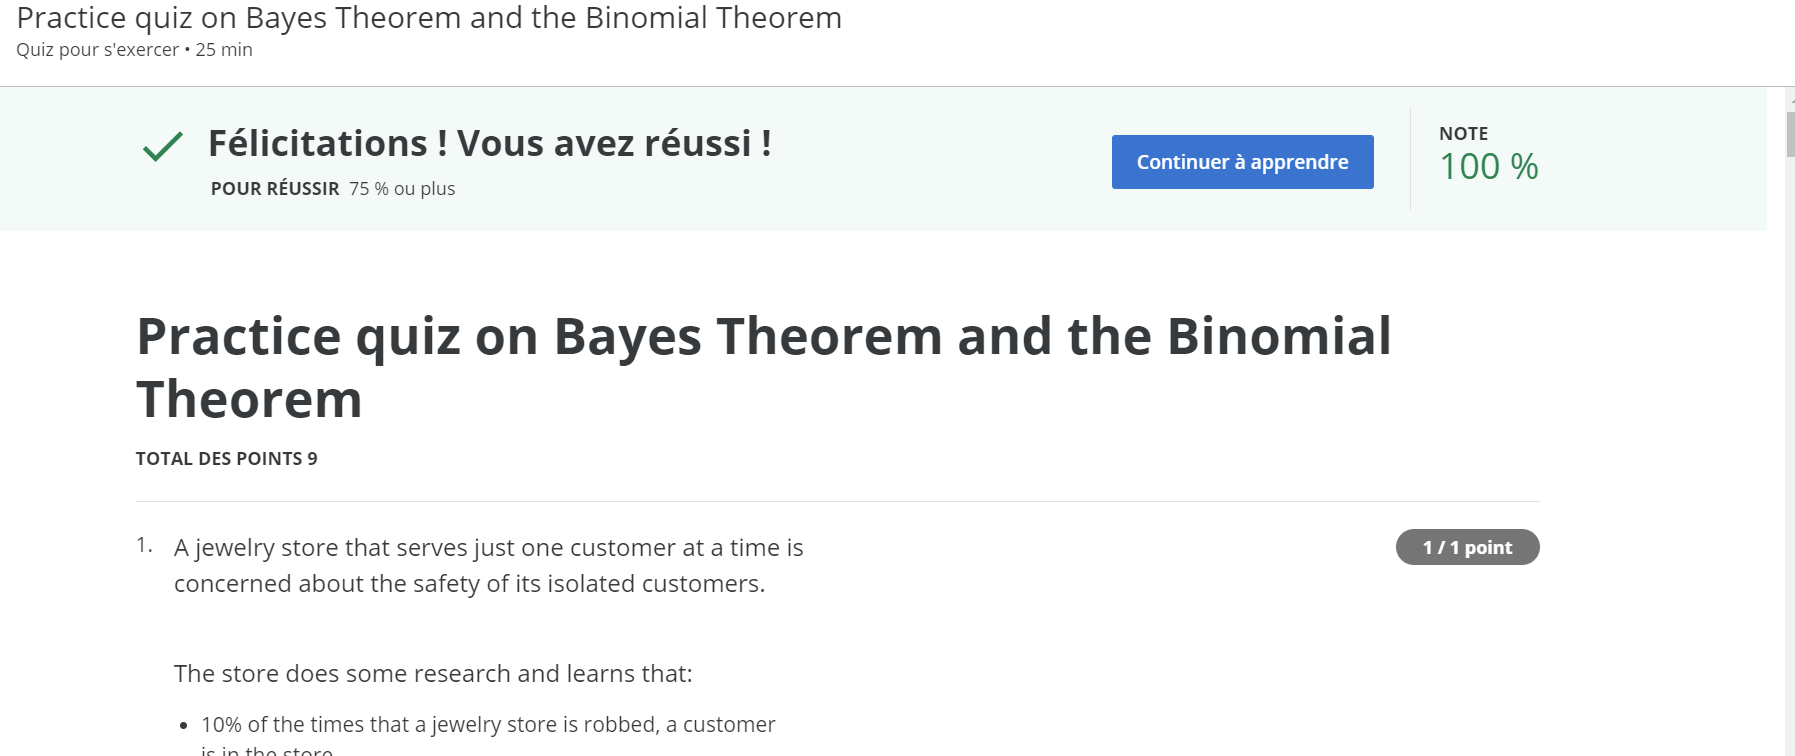 Practice quiz on Bayes Theorem and the Binomial Theorem
Quiz pour s'exercer • 25 min
Félicitations ! Vous avez réussi !
POUR RÉUSSIR 75 % ou plus
Continuer à apprendre
NOTE
100 %
Practice quiz on Bayes Theorem and the Binomial
Theorem
TOTAL DES POINTS 9
1. A jewelry store that serves just one customer at a time is
concerned about the safety of its isolated customers.
1 / 1 point
The store does some research and learns that:
• 10% of the times that a jewelry store is robbed, a customer
is in the store.